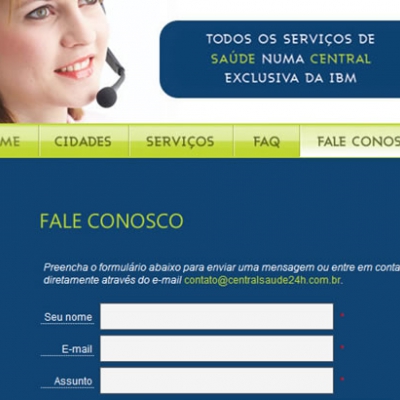 TODOS OS SERVIÇOS DE
SAÚDE NUMA CENTRAL
EXCLUSIVA DA IBM
ME CIDADES SERVIÇOS FAQ FALE CONOS
FALE CONOSCO
Preencha o formulário abaixo para enviar uma mensagem ou entre em conta
diretamente através do e-mail contato@centralsaude24h.com.br.
Seu nome *
E-mail *
Assunto *